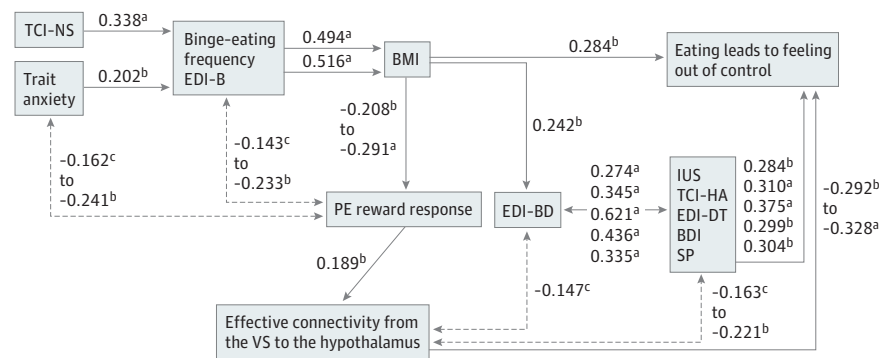 TCI-NS
0.338a
Trait
anxiety
0.202b
Binge-eating
frequency
EDI-B
0.494a
0.516a
BMI
0.284b
Eating leads to feeling
out of control
-0.162c
to
-0.241b
-0.143c
to
-0.233b
-0.208b
to
-0.291a
0.242b
PE reward response
EDI-BD
0.274a
0.345a
0.621a
0.436a
0.335a
IUS
TCI-HA
EDI-DT
BDI
SP
0.284b
0.310a
0.375a
0.299b
0.304b
-0.292b
to
-0.328a
0.189b
-0.147c
-0.163c
to
-0.221b
Effective connectivity from
the VS to the hypothalamus